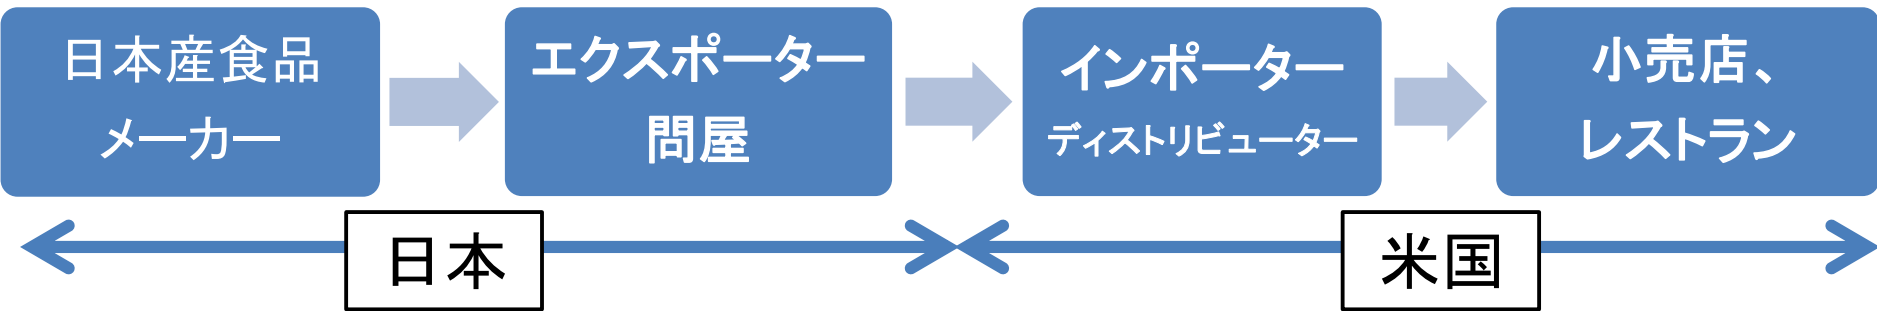 日本産食品
メーカー
エクスポーター
問屋
インポーター
ディストリビューター
小売店、
レストラン
日本
米国